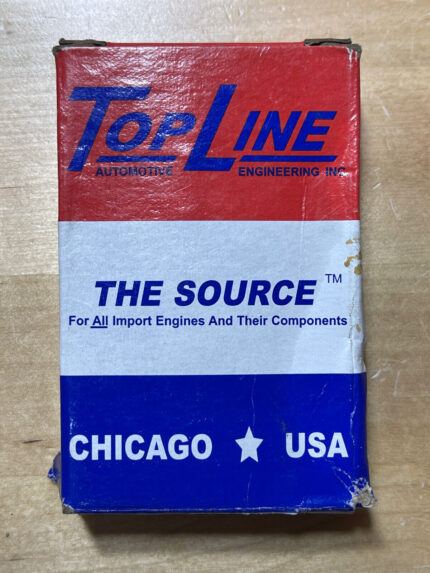 TOPLINE
AUTOMOTIVE ENGINEERING INC.
THE SOURCE™
For All Import Engines And Their Components
CHICAGO ★ USA